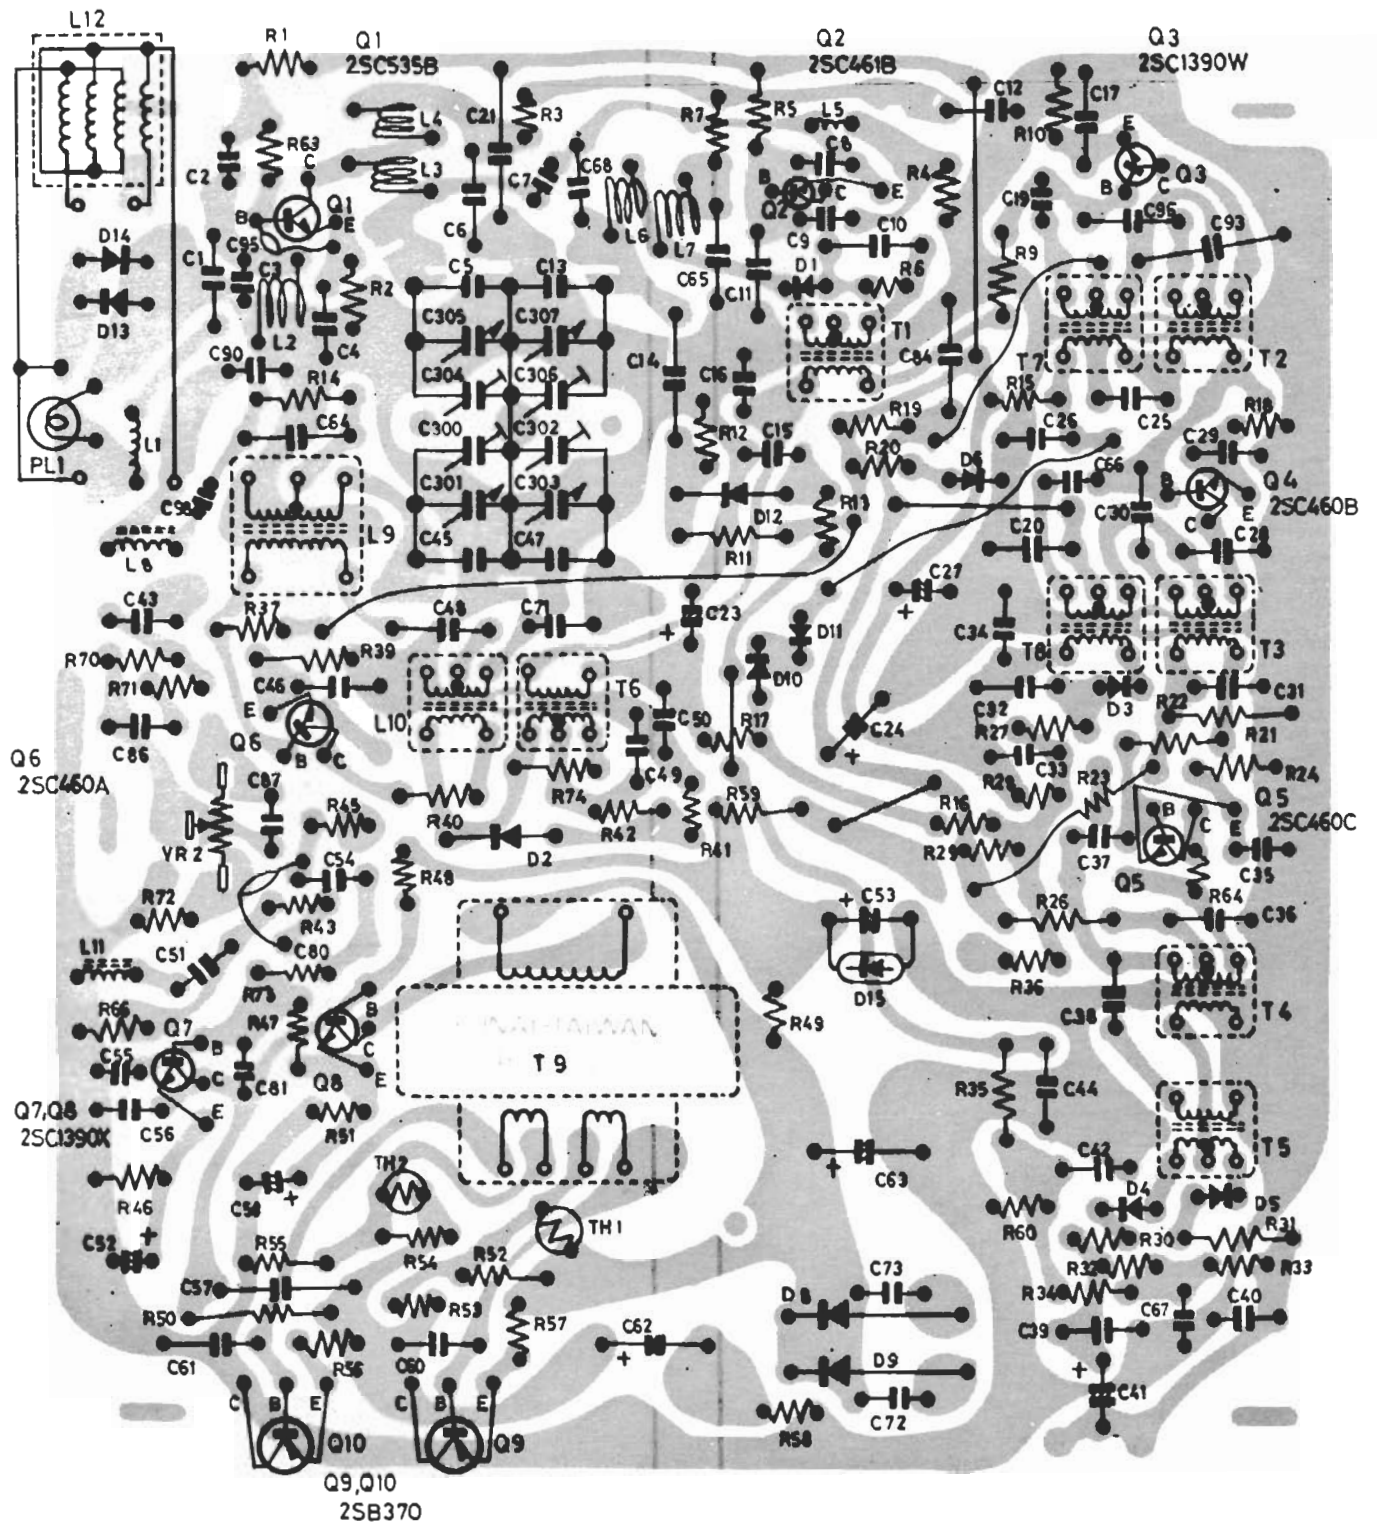 L12
R1
Q1
2SC535B
Q2
2SC461B
Q3
2SC1390W
C21
R3
R7
R5
L5
C12
C17
R10
E
L4
L3
C2
R63
C
C7
C68
C8
R4
B C E
Q2
C19
B C
Q3
B Q1 E
C6
L6
L7
C9
C10
C96
C93
D14
C1
C95
C3
R2
C5
C13
C65
C11
D1
R6
R9
D13
L2
C4
C305
C307
T1
C90
C14
C16
C84
T7
T2
R14
C304
C306
R15
C64
C300
C302
R12
C15
R19
R20
C26
C25
R18
PL1
L1
C301
C303
D6
C66
C29
Q4
2SC460B
B
E
C
C98
L9
D12
R13
C30
C45
C47
R11
C20
C28
L8
C43
R37
C48
C71
C23
+
D11
C27
+
C34
R70
R39
T8
T3
R71
C46
L10
T6
D10
E
C86
Q6
B C
C50
R17
C24
+
C32
R27
D3
R22
C31
R21
Q6
2SC460A
C49
C33
R23
R24
C87
R74
R28
VR2
R45
R40
D2
R42
R41
R59
R16
Q5
2SC460C
B
C
E
C54
R48
R29
C37
Q5
C35
R72
R43
C53
+
R26
R64
C36
L11
C51
C80
R73
D15
R36
R66
Q7
B
C
E
R47
B
C
E
T9
R49
C38
T4
C55
C81
Q8
R35
C44
Q7,Q8
2SC1390X
C56
R51
T5
R46
TH2
C63
+
C42
C58
+
R60
D4
D5
C52
+
R55
R54
TH1
R30
R31
C57
R52
R32
R33
R50
R53
R57
C73
D8
R34
C61
R56
C60
C62
+
C39
C67
C40
D9
C72
+
C41
C B E
C B E
R58
Q10
Q9
Q9,Q10
2SB370